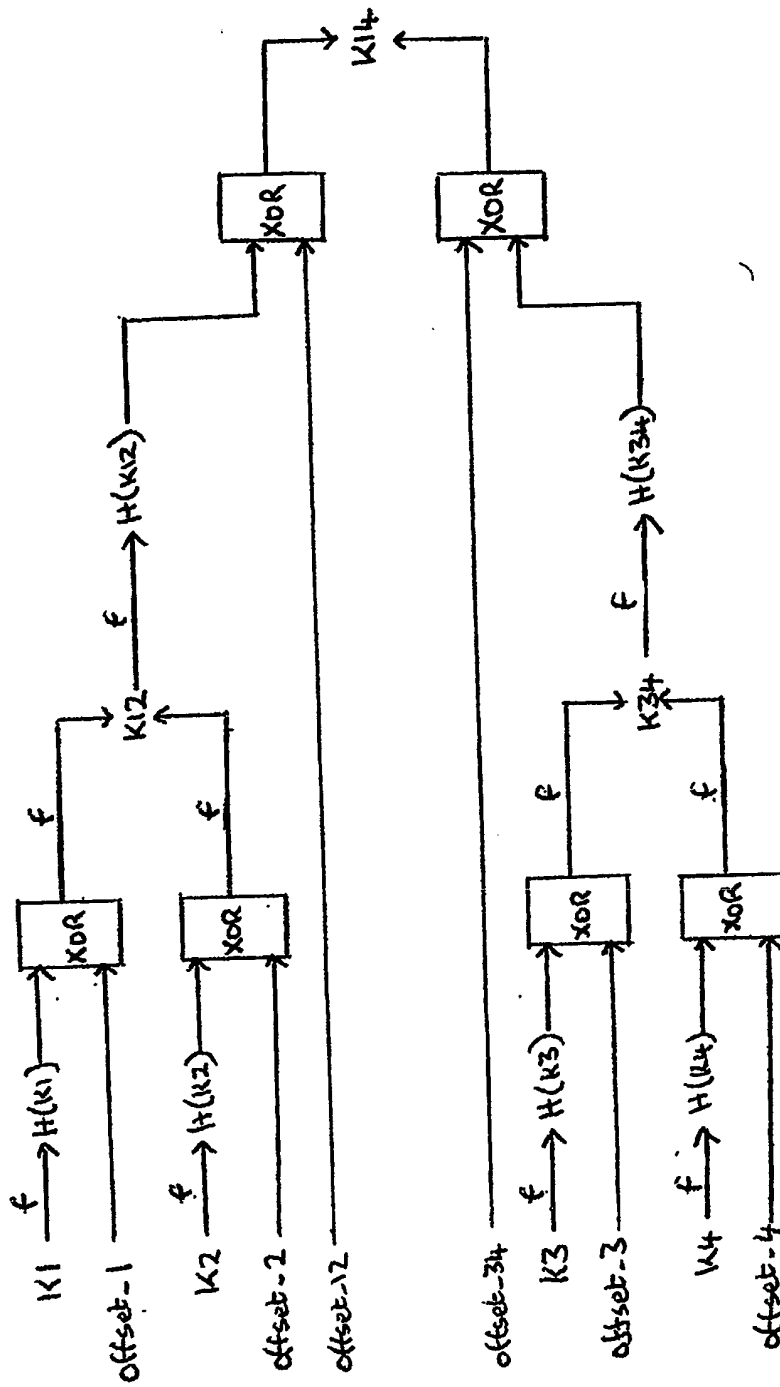 K1 f H(K1)
offset-1
XOR
f
K2 f H(K2)
offset-2
XOR
f
K12 f H(K12)
offset-12
XOR
K14
offset-34
XOR
K3 f H(K3)
offset-3
XOR
f
K34 f H(K34)
K4 f H(K4)
offset-4
XOR
f